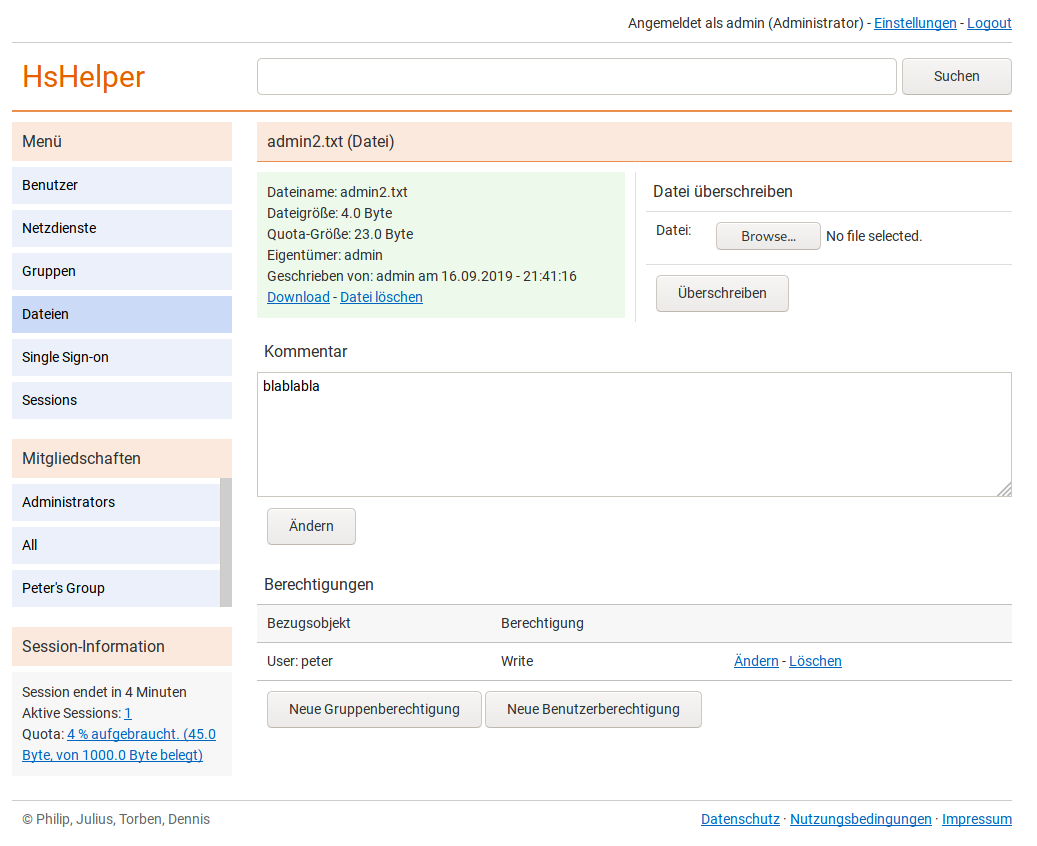 Angemeldet als admin (Administrator) - Einstellungen - Logout
HsHelper
Suchen
Menü
Benutzer
Netzdienste
Gruppen
Dateien
Single Sign-on
Sessions
Mitgliedschaften
Administrators
All
Peter's Group
Session-Information
Session endet in 4 Minuten
Aktive Sessions: 1
Quota: 4 % aufgebraucht. (45.0
Byte, von 1000.0 Byte belegt)
admin2.txt (Datei)
Dateiname: admin2.txt
Dateigröße: 4.0 Byte
Quota-Größe: 23.0 Byte
Eigentümer: admin
Geschrieben von: admin am 16.09.2019 - 21:41:16
Download - Datei löschen
Datei überschreiben
Datei: Browse... No file selected.
Überschreiben
Kommentar
blablabla
Ändern
Berechtigungen
Bezugsobjekt Berechtigung
User: peter Write Ändern - Löschen
Neue Gruppenberechtigung Neue Benutzerberechtigung
© Philip, Julius, Torben, Dennis
Datenschutz · Nutzungsbedingungen · Impressum